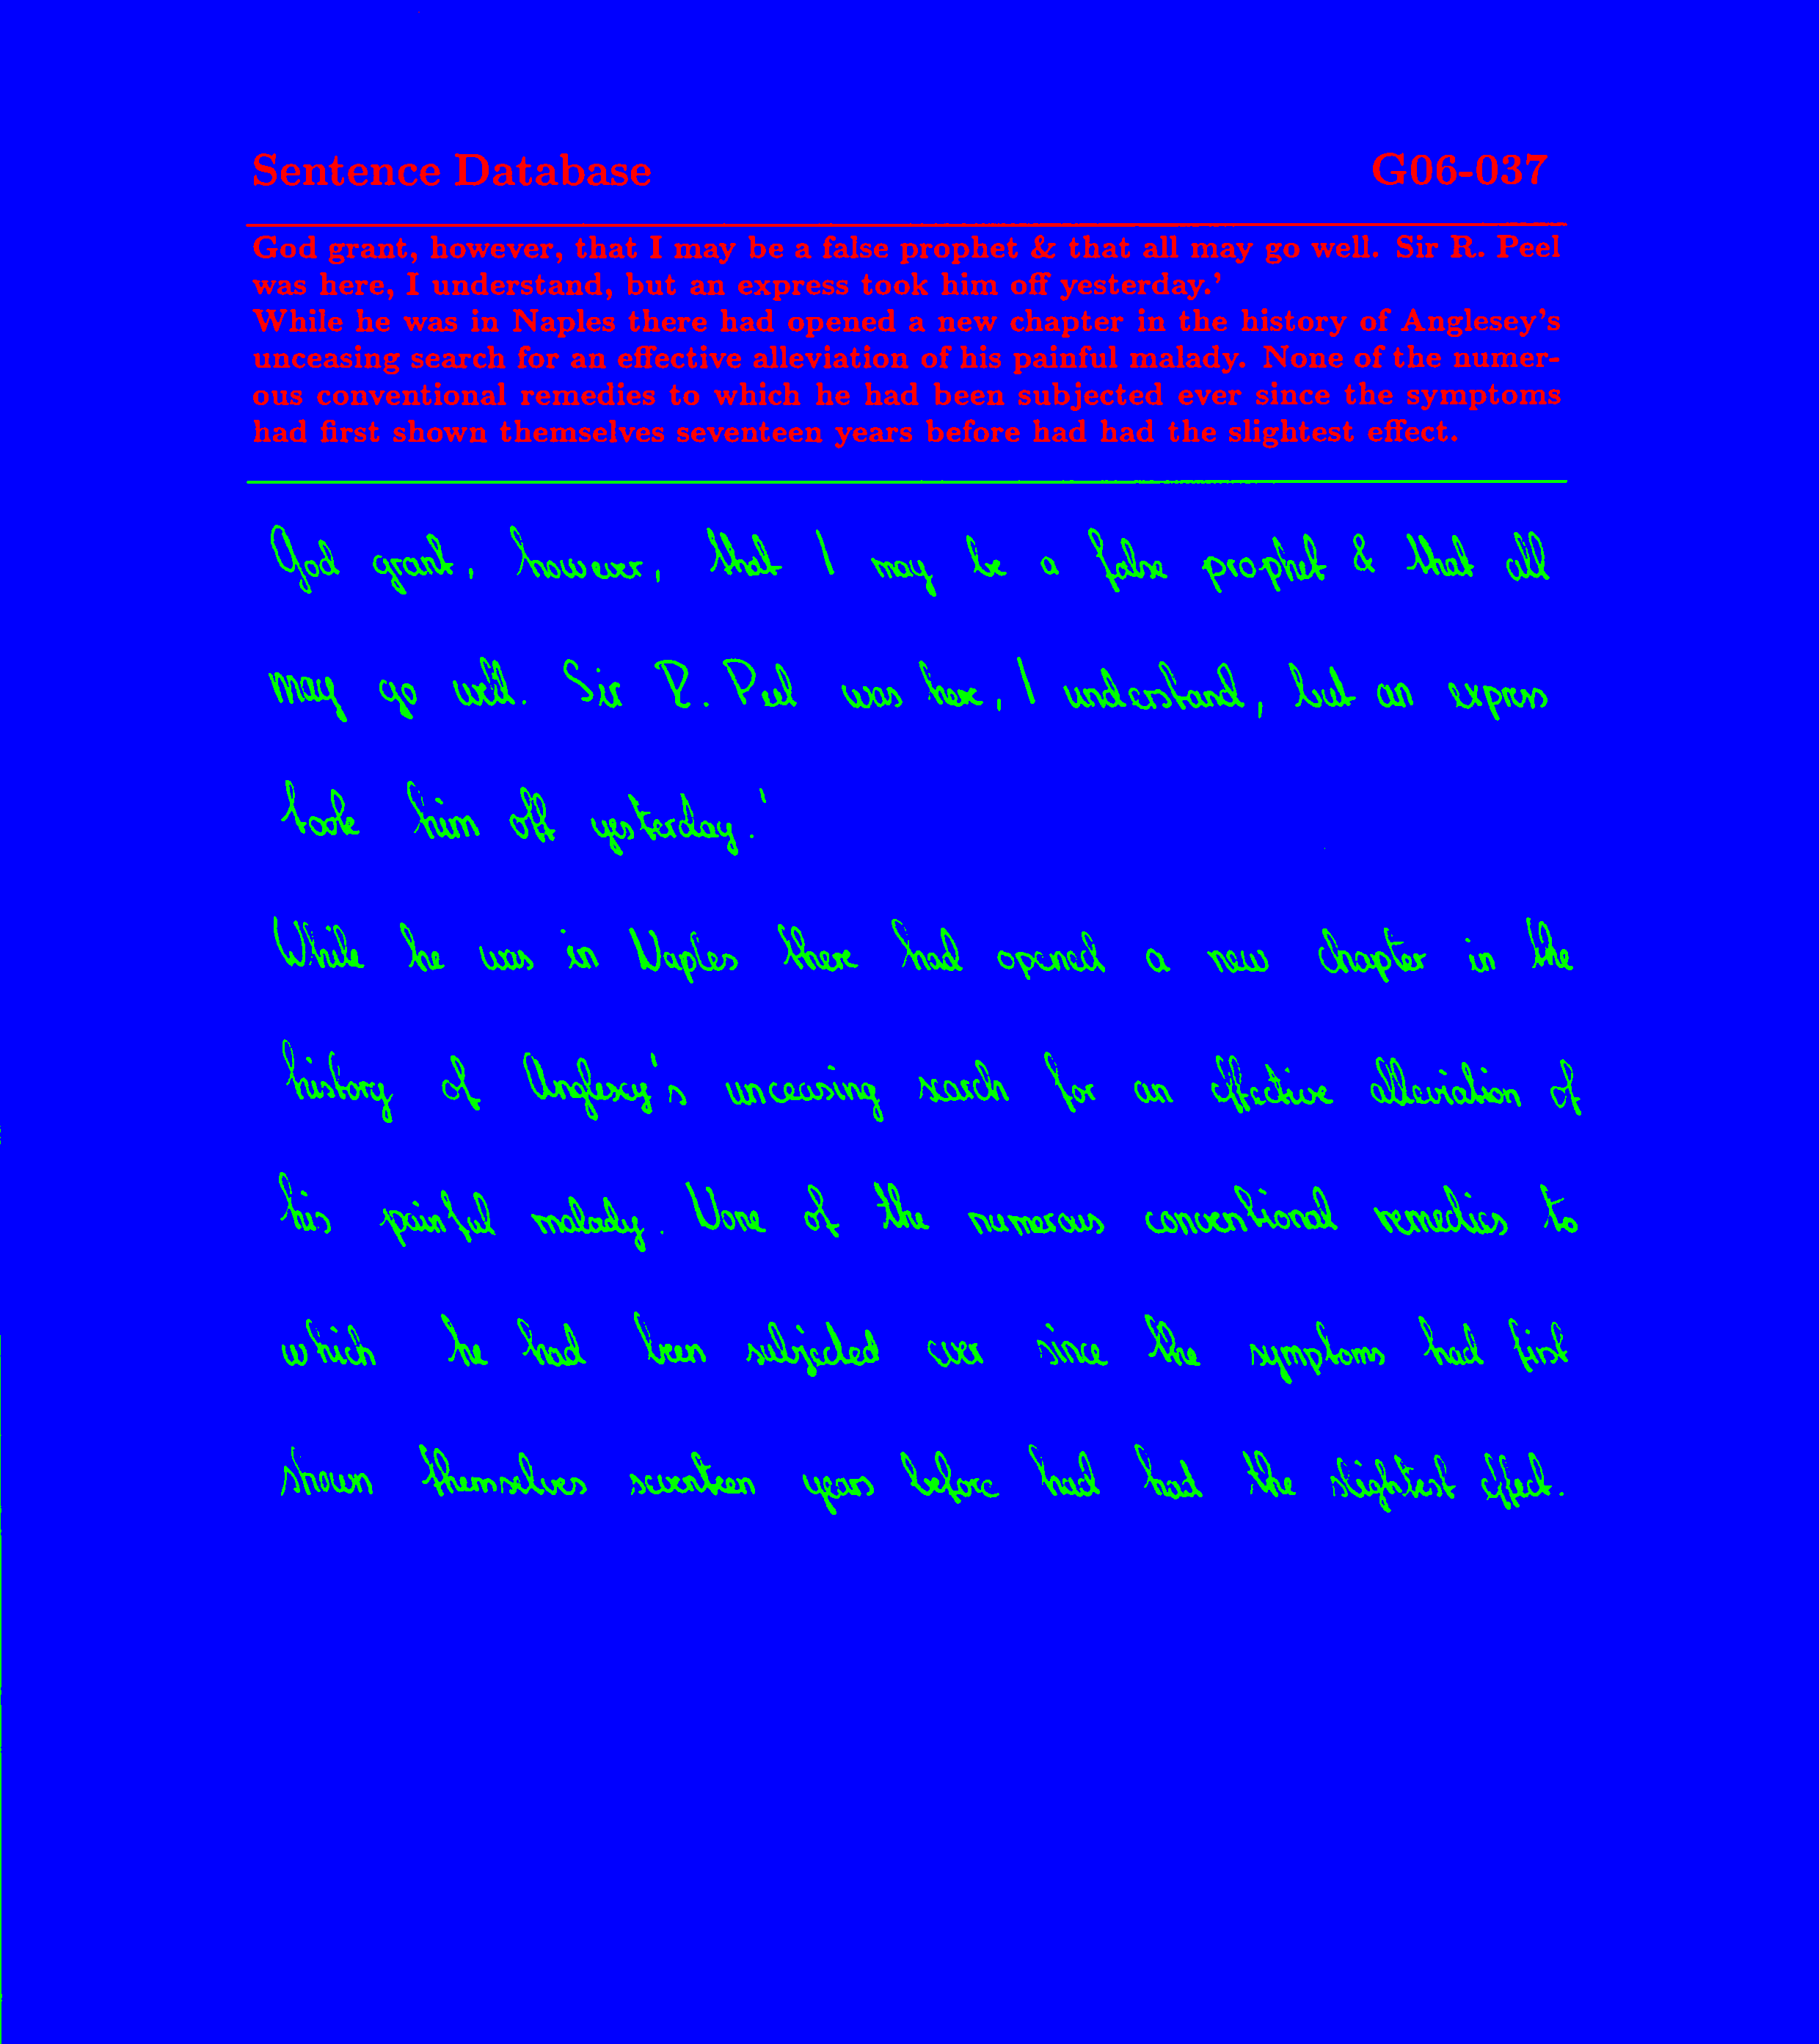 Sentence Database G06-037
God grant, however, that I may be a false prophet & that all may go well. Sir R. Peel
was here, I understand, but an express took him off yesterday.'
While he was in Naples there had opened a new chapter in the history of Anglesey's
unceasing search for an effective alleviation of his painful malady. None of the numer-
ous conventional remedies to which he had been subjected ever since the symptoms
had first shown themselves seventeen years before had had the slightest effect.
God grant, however, that I may be a false prophet & that all
may go well. Sir R. Peel was here, I understand, but an express
took him off yesterday.'
While he was in Naples there had opened a new chapter in the
history of Anglesey's unceasing search for an effective alleviation of
his painful malady. None of the numerous conventional remedies to
which he had been subjected ever since the symptoms had first
shown themselves seventeen years before had had the slightest effect.